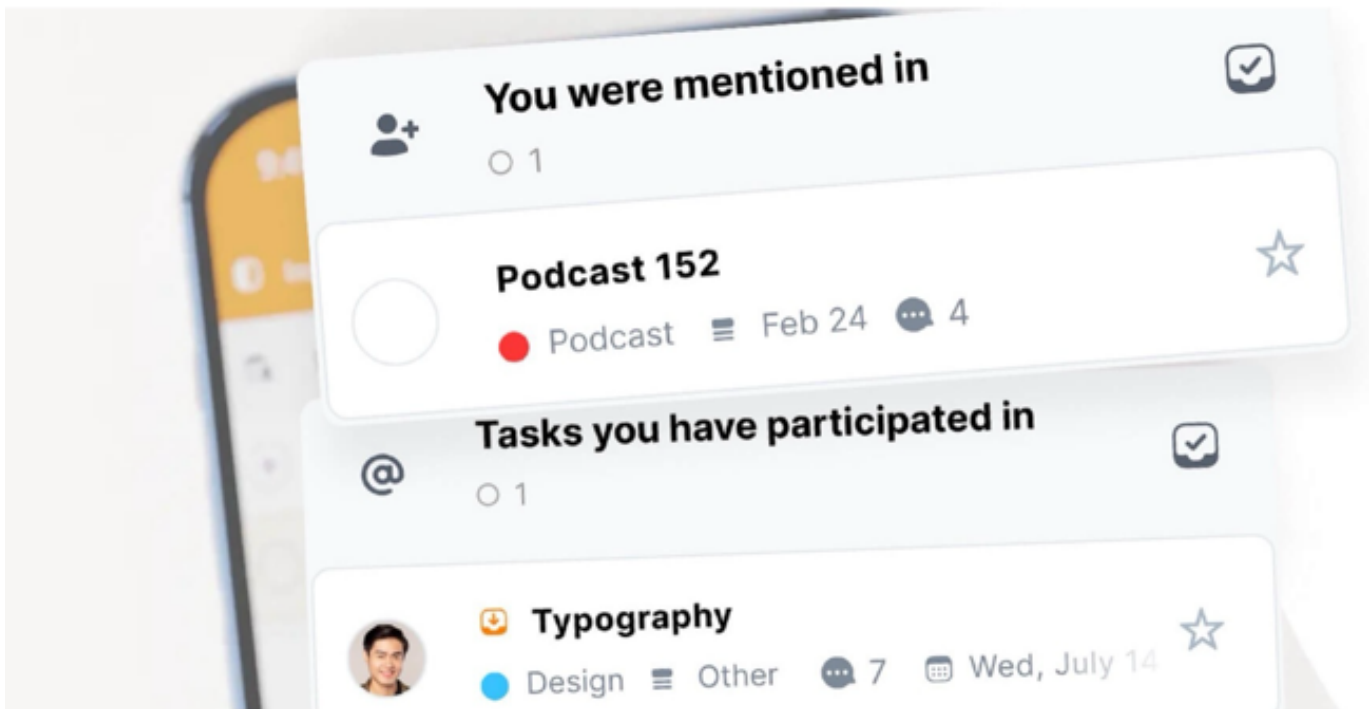 You were mentioned in
1
Podcast 152
Podcast Feb 24 4
Tasks you have participated in
@
1
Typography
Design Other 7 Wed, July 14